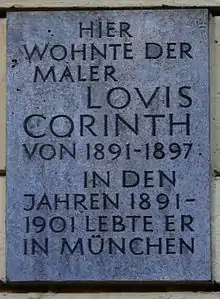 HIER
WOHNTE DER
MALER
LOVIS
CORINTH
VON 1891-1897
IN DEN
JAHREN 1891-
1901 LEBTE ER
IN MÜNCHEN